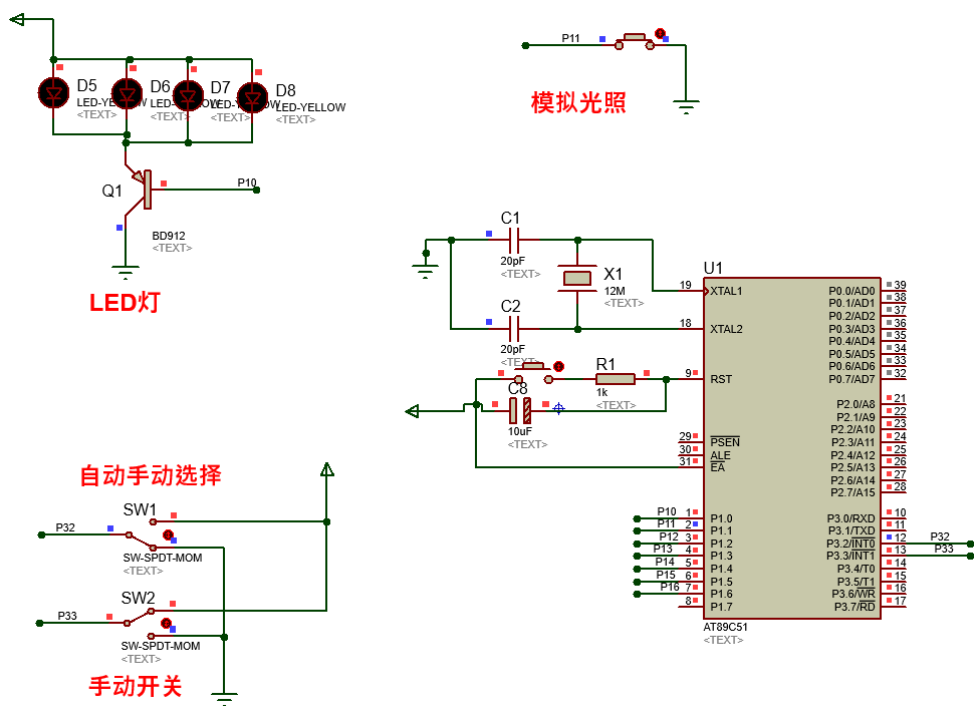 D5
D6
D7
D8
LED-YELLOW
LED-YELLOW
LED-YELLOW
LED-YELLOW
<TEXT>
<TEXT>
<TEXT>
<TEXT>
Q1
P10
BD912
<TEXT>
LED灯
P11
模拟光照
C1
20pF
<TEXT>
X1
12M
<TEXT>
C2
20pF
<TEXT>
R1
1k
<TEXT>
C8
10uF
<TEXT>
U1
19 XTAL1
18 XTAL2
9 RST
29 PSEN
30 ALE
31 EA
P10 1 P1.0
P11 2 P1.1
P12 3 P1.2
P13 4 P1.3
P14 5 P1.4
P15 6 P1.5
P16 7 P1.6
8 P1.7
P0.0/AD0 39
P0.1/AD1 38
P0.2/AD2 37
P0.3/AD3 36
P0.4/AD4 35
P0.5/AD5 34
P0.6/AD6 33
P0.7/AD7 32
P2.0/A8 21
P2.1/A9 22
P2.2/A10 23
P2.3/A11 24
P2.4/A12 25
P2.5/A13 26
P2.6/A14 27
P2.7/A15 28
P3.0/RXD 10
P3.1/TXD 11
P3.2/INT0 12 P32
P3.3/INT1 13 P33
P3.4/T0 14
P3.5/T1 15
P3.6/WR 16
P3.7/RD 17
AT89C51
<TEXT>
自动手动选择
SW1
P32
SW-SPDT-MOM
<TEXT>
SW2
P33
SW-SPDT-MOM
<TEXT>
手动开关